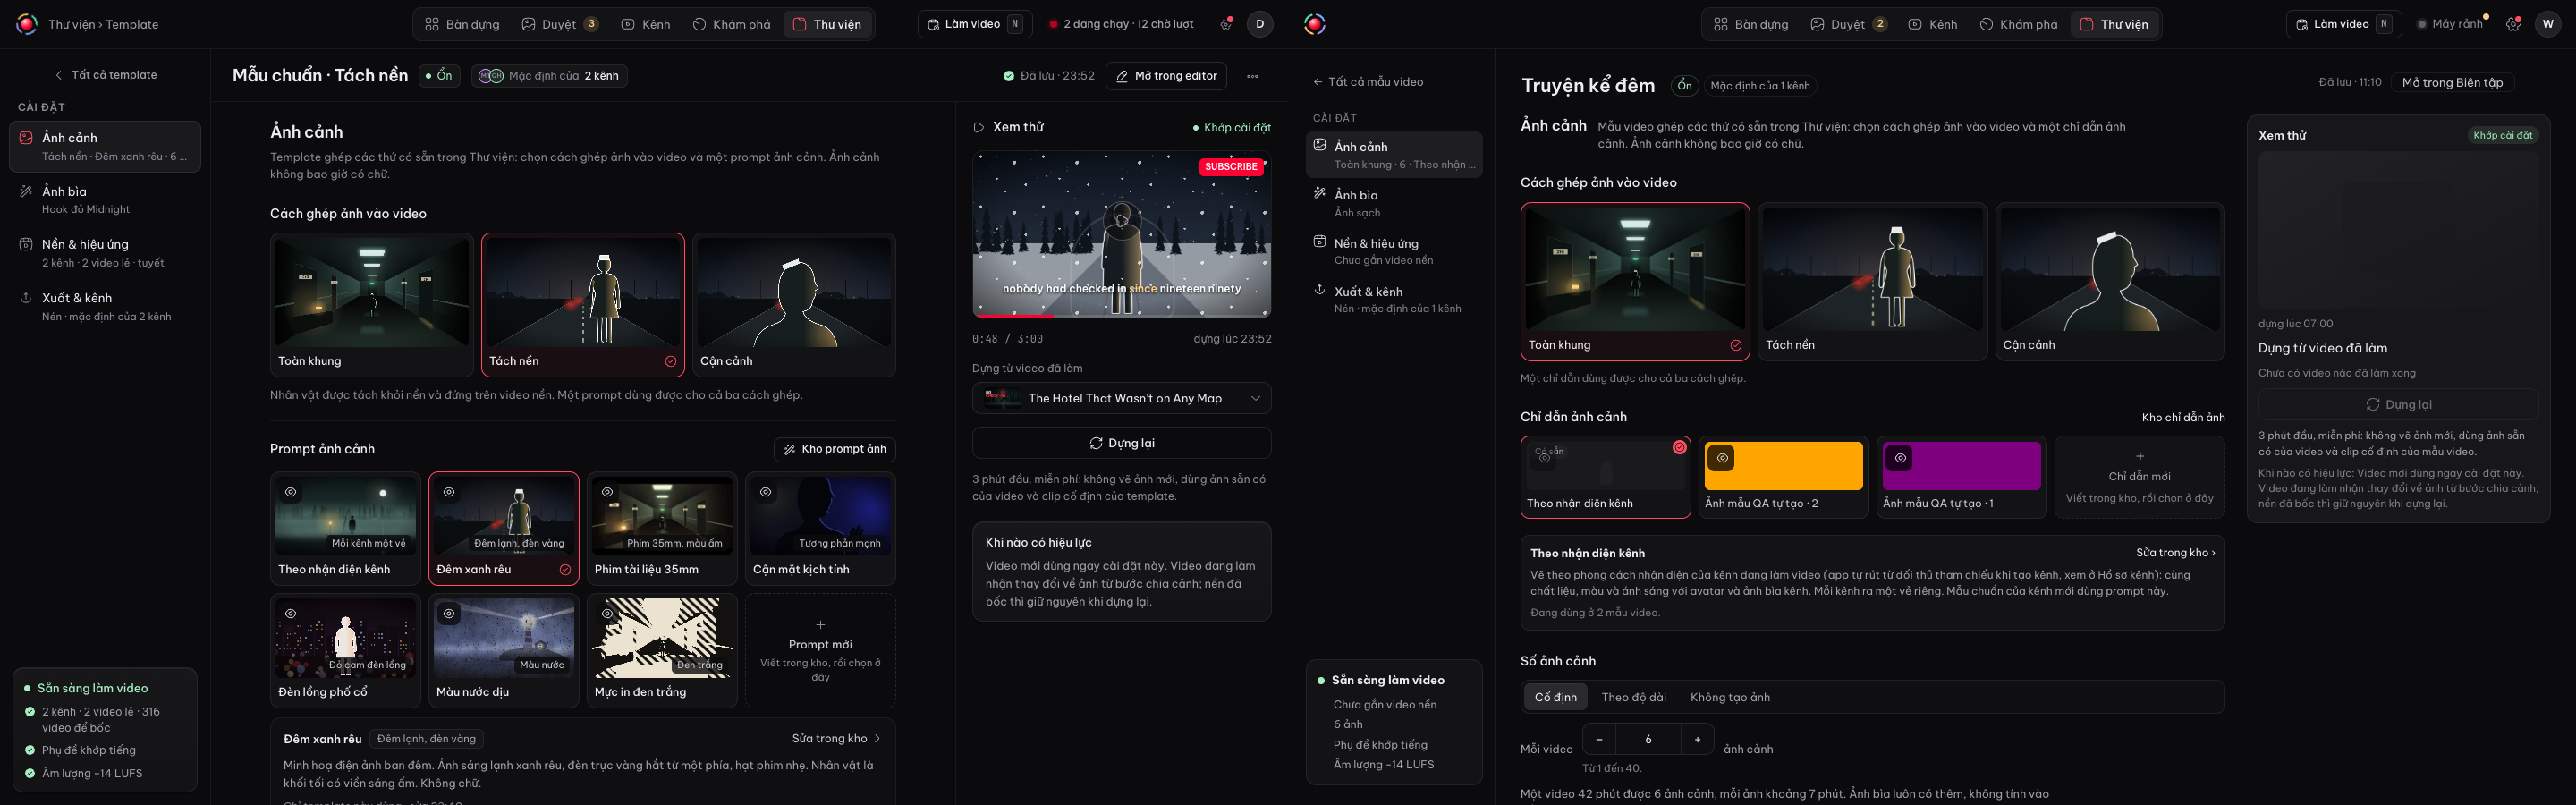 Thư viện › Template
Bàn dựng
Duyệt 3
Kênh
Khám phá
Thư viện
Làm video N
2 đang chạy · 12 chờ lượt
D
Tất cả template
CÀI ĐẶT
Ảnh cảnh
Tách nền · Đêm xanh rêu · 6 ...
Ảnh bìa
Hook đỏ Midnight
Nền & hiệu ứng
2 kênh · 2 video lẻ · tuyết
Xuất & kênh
Nén · mặc định của 2 kênh
Sẵn sàng làm video
2 kênh · 2 video lẻ · 316
video để bốc
Phụ đề khớp tiếng
Âm lượng -14 LUFS
Mẫu chuẩn · Tách nền
Ổn
Mặc định của 2 kênh
Đã lưu · 23:52
Mở trong editor
Ảnh cảnh
Template ghép các thứ có sẵn trong Thư viện: chọn cách ghép ảnh vào video và một prompt ảnh cảnh. Ảnh cảnh
không bao giờ có chữ.
Cách ghép ảnh vào video
Toàn khung
Tách nền
Cận cảnh
Nhân vật được tách khỏi nền và đứng trên video nền. Một prompt dùng được cho cả ba cách ghép.
Prompt ảnh cảnh
Kho prompt ảnh
Mỗi kênh một vẻ
Theo nhận diện kênh
Đêm lạnh, đèn vàng
Đêm xanh rêu
Phim 35mm, màu ấm
Phim tài liệu 35mm
Tương phản mạnh
Cận mặt kịch tính
Đỏ cam đèn lồng
Đèn lồng phố cổ
Màu nước
Màu nước dịu
Đen trắng
Mực in đen trắng
Prompt mới
Viết trong kho, rồi chọn ở
đây
Đêm xanh rêu
Đêm lạnh, đèn vàng
Sửa trong kho
Minh hoạ điện ảnh ban đêm. Ánh sáng lạnh xanh rêu, đèn trực vàng hắt từ một phía, hạt phim nhẹ. Nhân vật là
khối tối có viền sáng ấm. Không chữ.
Xem thử
Khớp cài đặt
SUBSCRIBE
nobody had checked in since nineteen ninety
0:48 / 3:00
dựng lúc 23:52
Dựng từ video đã làm
The Hotel That Wasn't on Any Map
Dựng lại
3 phút đầu, miễn phí: không vẽ ảnh mới, dùng ảnh sẵn có
của video và clip cố định của template.
Khi nào có hiệu lực
Video mới dùng ngay cài đặt này. Video đang làm
nhận thay đổi về ảnh từ bước chia cảnh; nền đã
bốc thì giữ nguyên khi dựng lại.
Bàn dựng
Duyệt 2
Kênh
Khám phá
Thư viện
Làm video N
Máy rảnh
W
← Tất cả mẫu video
CÀI ĐẶT
Ảnh cảnh
Toàn khung · 6 · Theo nhận ...
Ảnh bìa
Ảnh sạch
Nền & hiệu ứng
Chưa gắn video nền
Xuất & kênh
Nén · mặc định của 1 kênh
Sẵn sàng làm video
Chưa gắn video nền
6 ảnh
Phụ đề khớp tiếng
Âm lượng -14 LUFS
Truyện kể đêm
Ổn
Mặc định của 1 kênh
Đã lưu · 11:10
Mở trong Biên tập
Ảnh cảnh
Mẫu video ghép các thứ có sẵn trong Thư viện: chọn cách ghép ảnh vào video và một chỉ dẫn ảnh
cảnh. Ảnh cảnh không bao giờ có chữ.
Cách ghép ảnh vào video
Toàn khung
Tách nền
Cận cảnh
Một chỉ dẫn dùng được cho cả ba cách ghép.
Chỉ dẫn ảnh cảnh
Kho chỉ dẫn ảnh
Có sẵn
Theo nhận diện kênh
Ảnh mẫu QA tự tạo · 2
Ảnh mẫu QA tự tạo · 1
Chỉ dẫn mới
Viết trong kho, rồi chọn ở đây
Theo nhận diện kênh
Sửa trong kho ›
Vẽ theo phong cách nhận diện của kênh đang làm video (app tự rút từ đối thủ tham chiếu khi tạo kênh, xem ở Hồ sơ kênh): cùng
chất liệu, màu và ánh sáng với avatar và ảnh bìa kênh. Mỗi kênh ra một vẻ riêng. Mẫu chuẩn của kênh mới dùng prompt này.
Đang dùng ở 2 mẫu video.
Số ảnh cảnh
Cố định
Theo độ dài
Không tạo ảnh
Mỗi video − 6 + ảnh cảnh
Từ 1 đến 40.
Một video 42 phút được 6 ảnh cảnh, mỗi ảnh khoảng 7 phút. Ảnh bìa luôn có thêm, không tính vào
Xem thử
Khớp cài đặt
dựng lúc 07:00
Dựng từ video đã làm
Chưa có video nào đã làm xong
Dựng lại
3 phút đầu, miễn phí: không vẽ ảnh mới, dùng ảnh sẵn
có của video và clip cố định của mẫu video.
Khi nào có hiệu lực: Video mới dùng ngay cài đặt này.
Video đang làm nhận thay đổi về ảnh từ bước chia cảnh;
nền đã bốc thì giữ nguyên khi dựng lại.